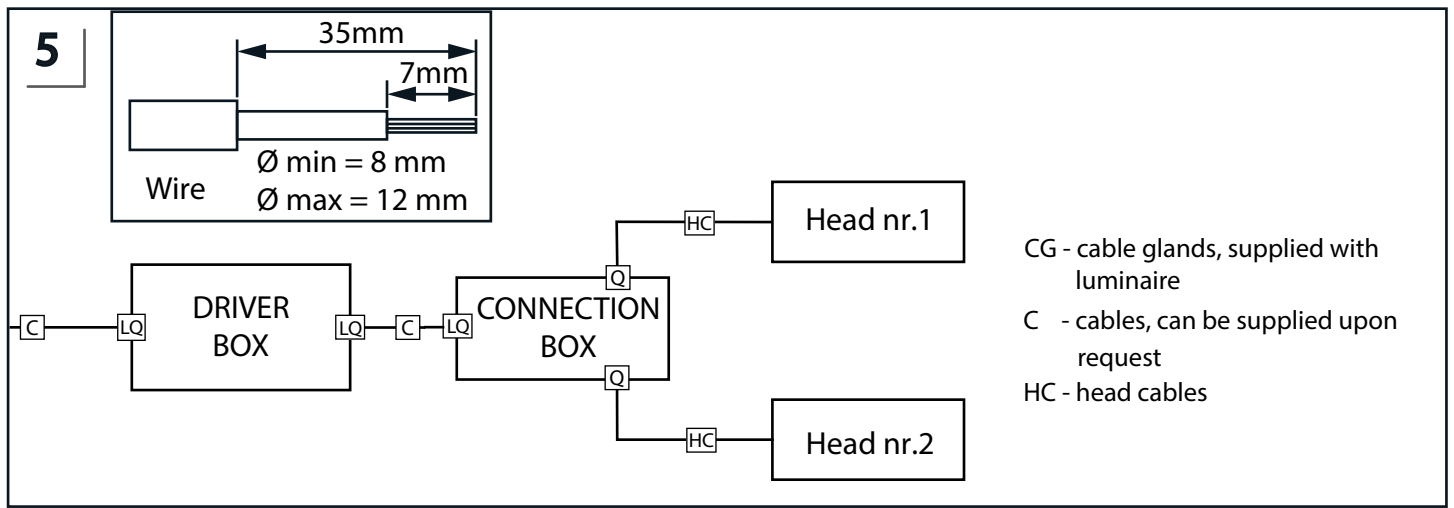 5
35mm
7mm
Ø min = 8 mm
Wire
Ø max = 12 mm
HC
Head nr.1
CG - cable glands, supplied with
luminaire
C - cables, can be supplied upon
request
HC - head cables
Q
C
LQ
DRIVER
BOX
LQ
C
LQ
CONNECTION
BOX
Q
HC
Head nr.2